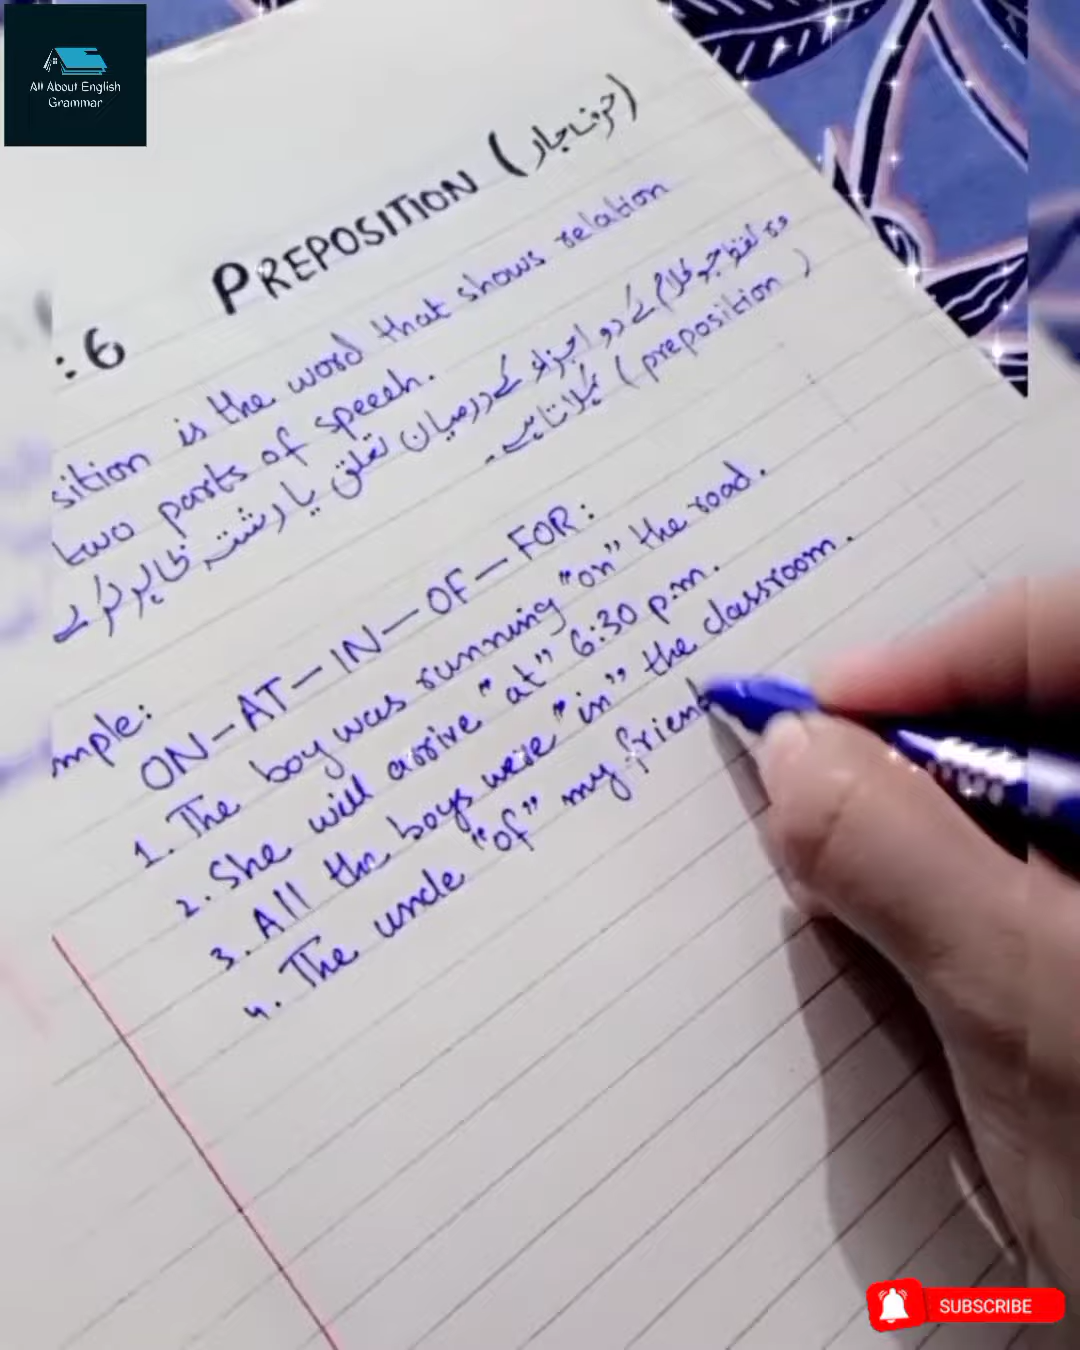 All About English
Grammar
PREPOSITION (حرف جار)
:6
sition is the word that shows relation
two parts of speech.
وہ لفظ جو کلام کے دو اجزاء کے درمیان تعلق یا رشتہ ظاہر کرے
(preposition) کہلاتا ہے۔
mple:
ON-AT-IN-OF-FOR:
1. The boy was running "on" the road.
2. She will arrive "at" 6:30 p.m.
3. All the boys were "in" the classroom.
4. The uncle "of" my friend
SUBSCRIBE